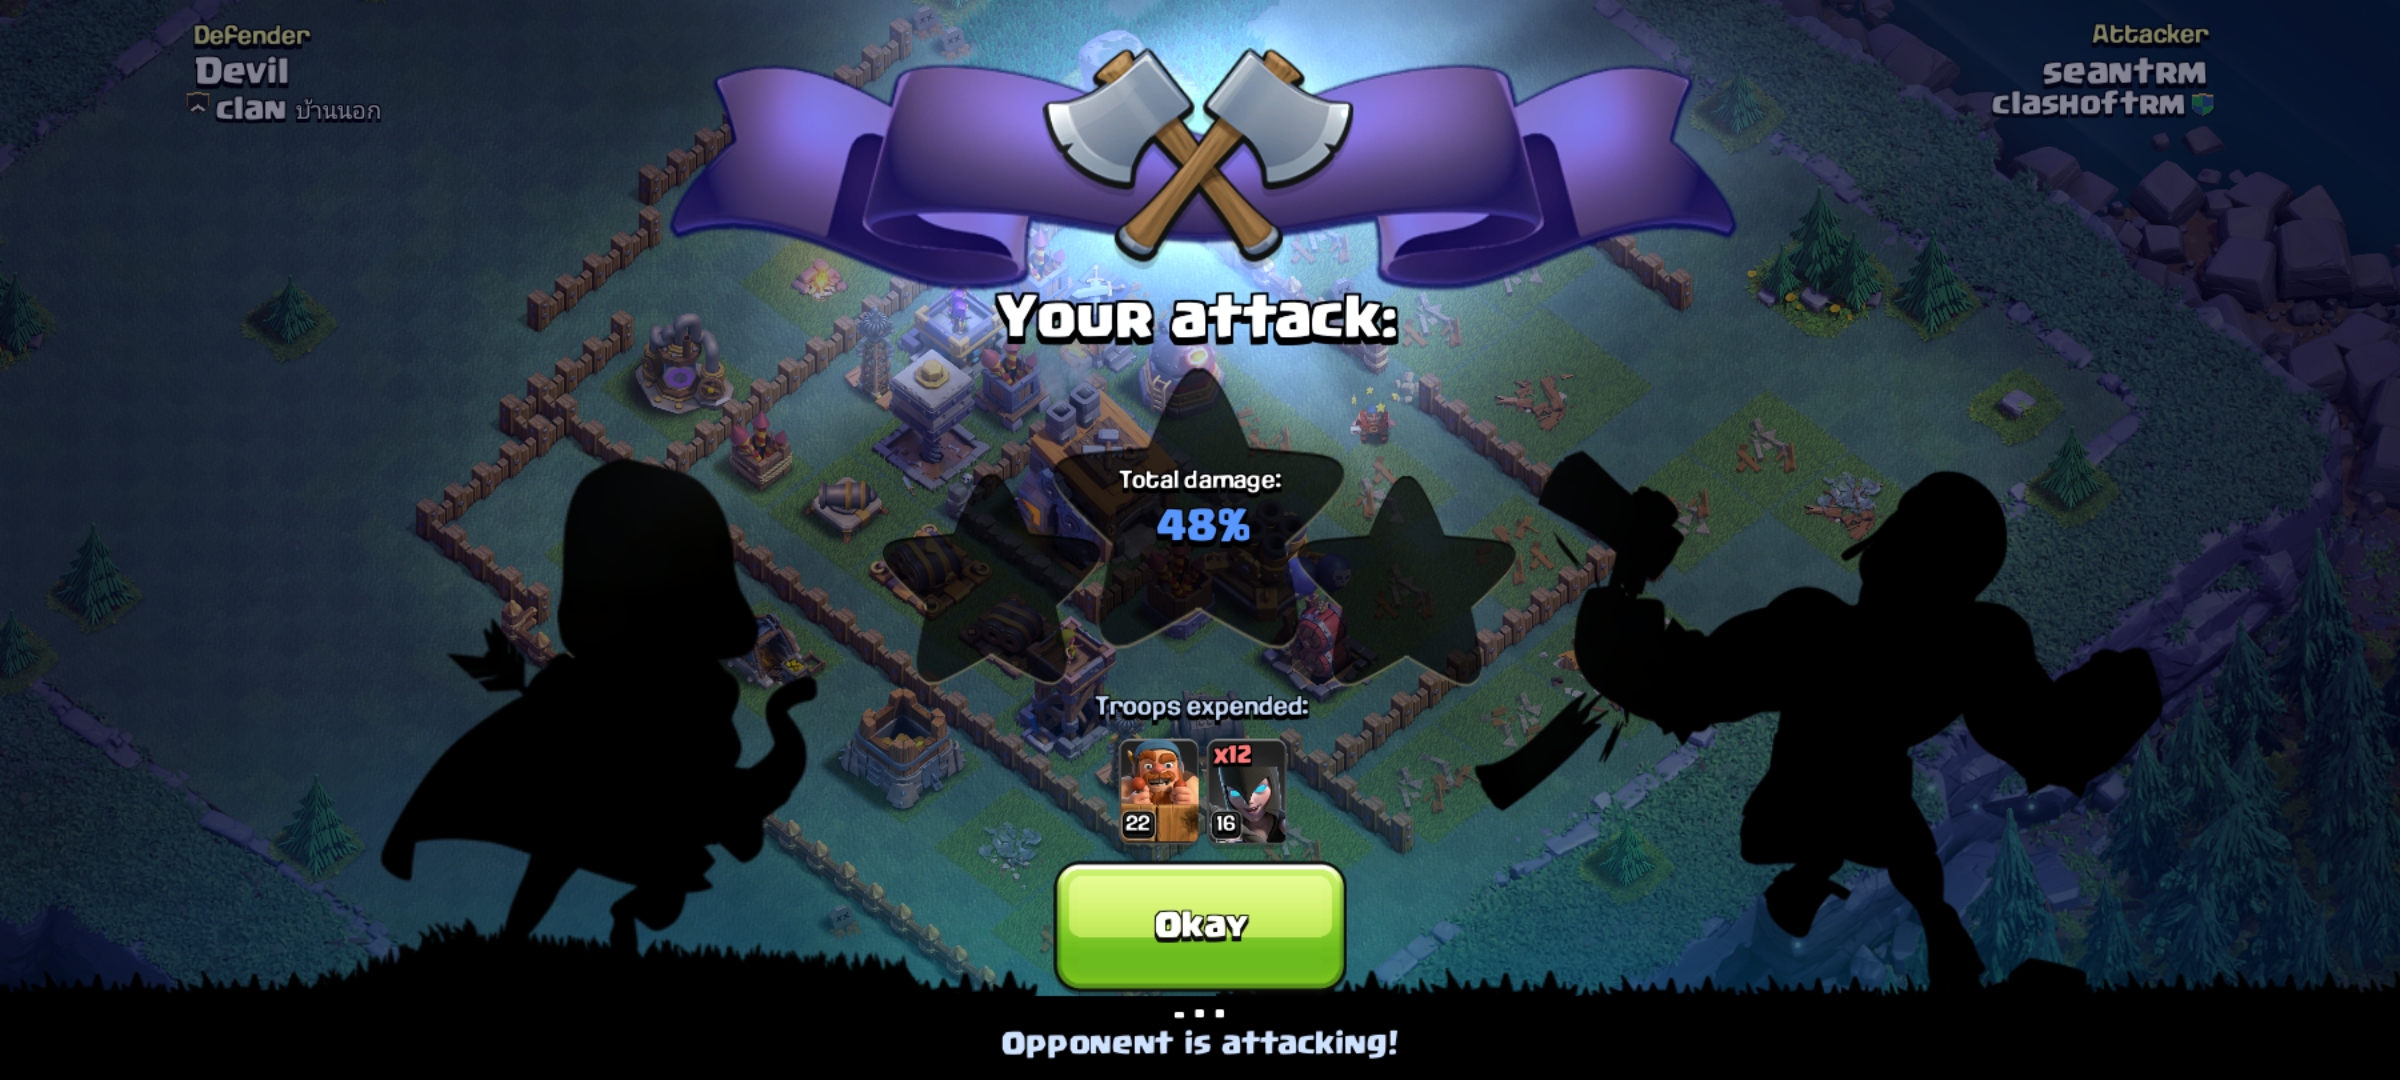 Defender
Devil
clan บ้านนอก
Attacker
seantrm
clashoftrm
Your attack:
Total damage:
48%
Troops expended:
x12
22
16
Okay
Opponent is attacking!